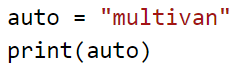 auto = "multivan"
print(auto)